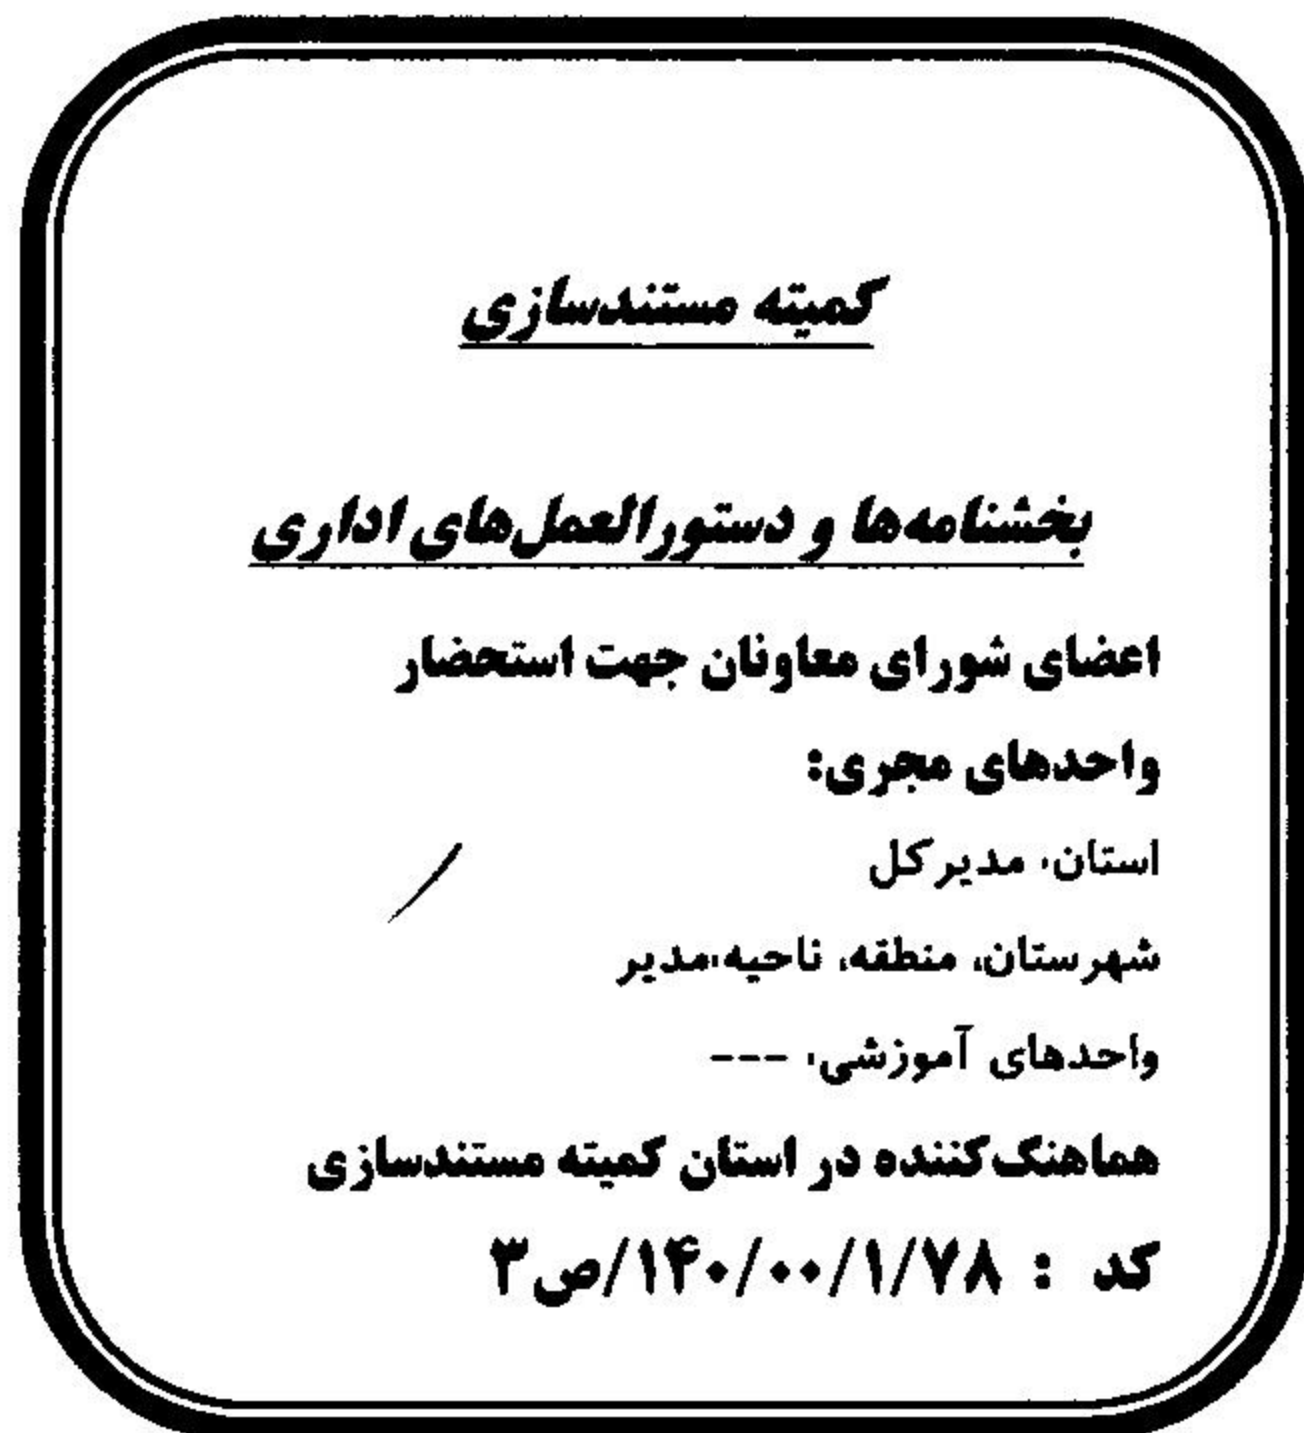 کمیته مستندسازی
بخشنامه‌ها و دستورالعمل‌های اداری
اعضای شورای معاونان جهت استحضار
واحدهای مجری:
استان، مدیرکل
شهرستان، منطقه، ناحیه،مدیر
واحدهای آموزشی، ---
هماهنگ‌کننده در استان کمیته مستندسازی
کد : ۱۴۰/۰۰/۱/۷۸/ص۳